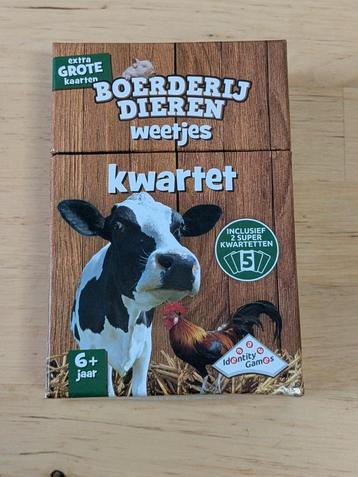 extra
GROTE
kaarten
BOERDERIJ
DIEREN
weetjes
kwartet
INCLUSIEF
2 SUPER
KWARTETTEN
5
6+
jaar
Identity
Games